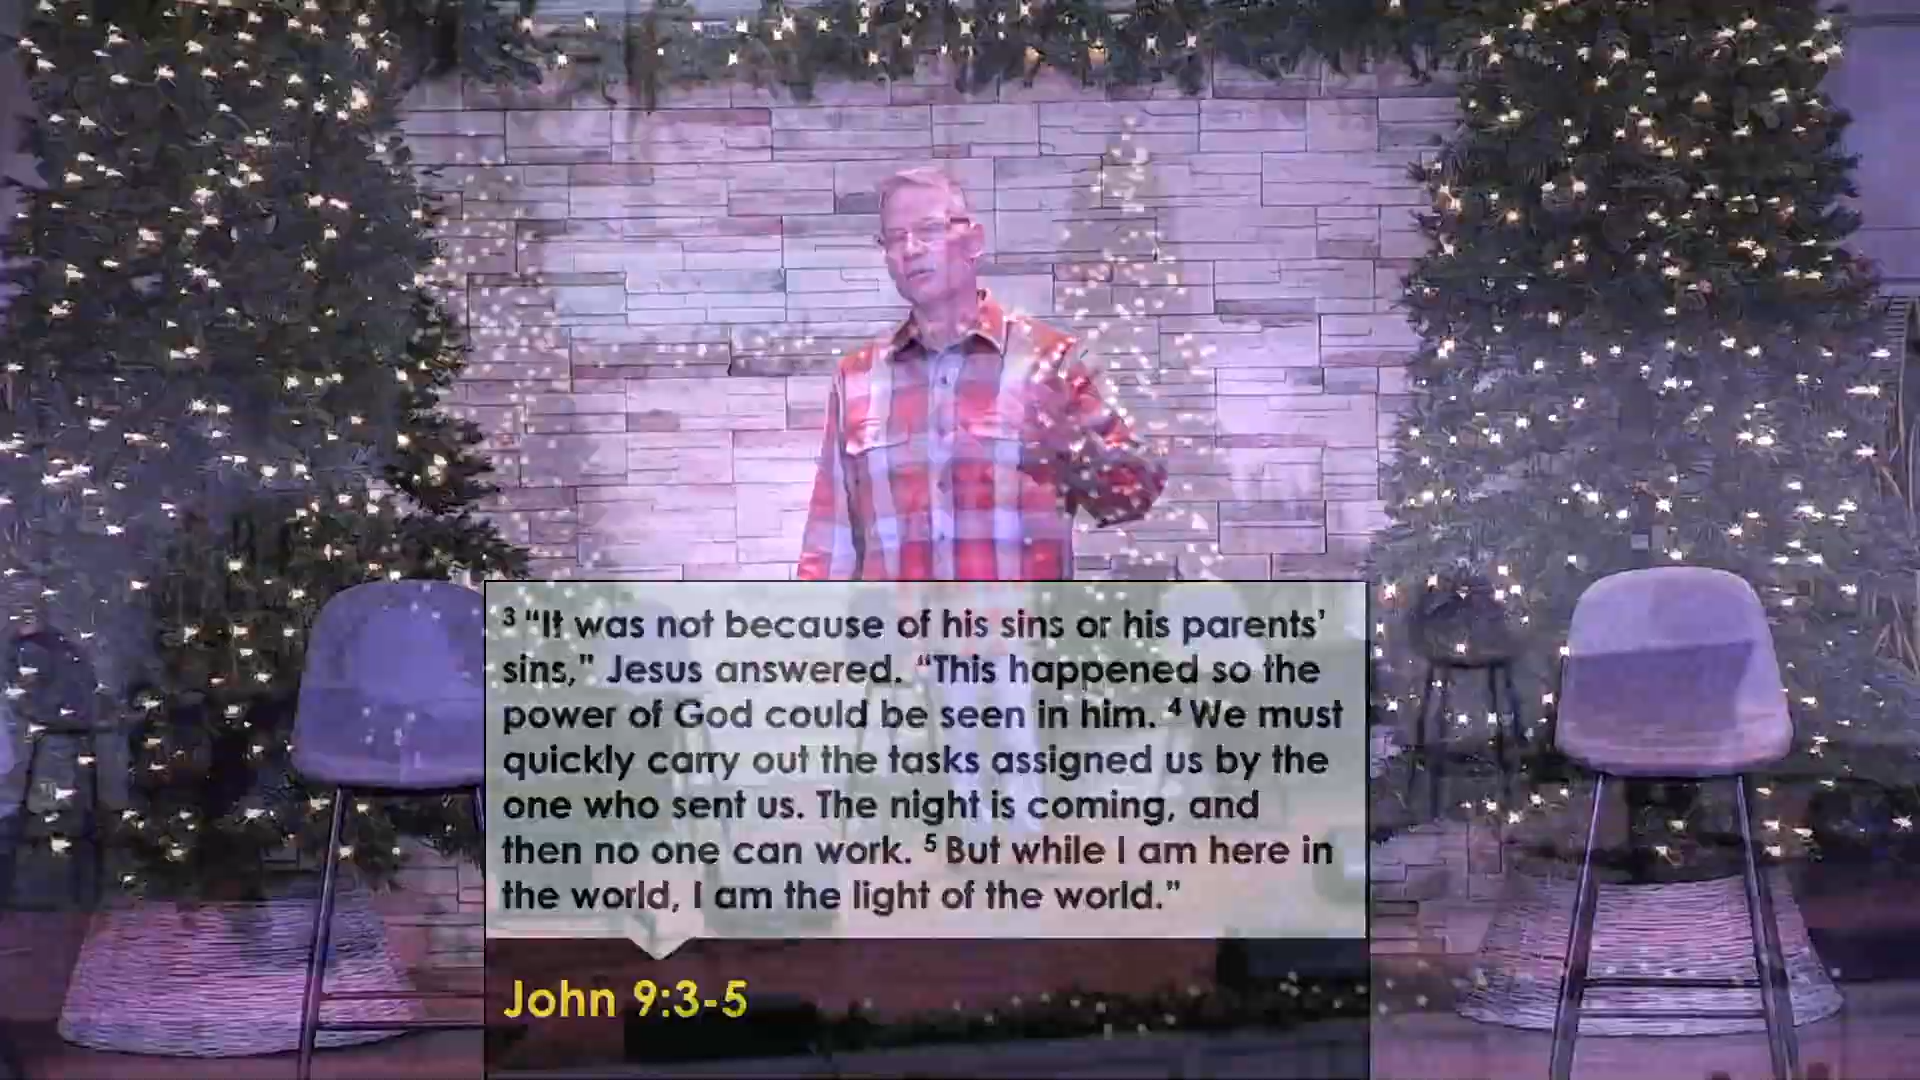 ³ “It was not because of his sins or his parents’
sins,” Jesus answered. “This happened so the
power of God could be seen in him. ⁴ We must
quickly carry out the tasks assigned us by the
one who sent us. The night is coming, and
then no one can work. ⁵ But while I am here in
the world, I am the light of the world.”
John 9:3-5